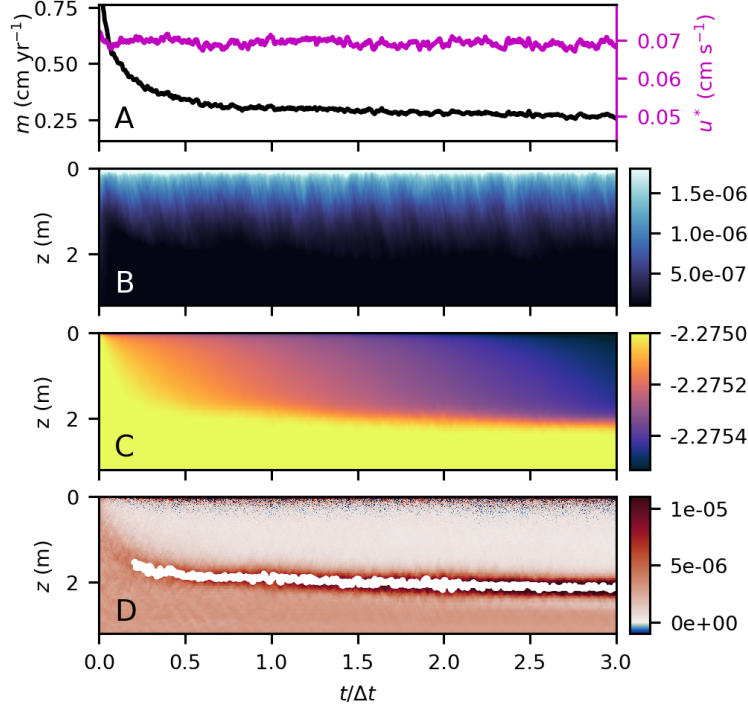 0.75
0.50
0.25
m (cm yr⁻¹)
A
0.07
0.06
0.05
u* (cm s⁻¹)
0
2
z (m)
B
1.5e-06
1.0e-06
5.0e-07
0
2
z (m)
C
-2.2750
-2.2752
-2.2754
0
2
z (m)
D
1e-05
5e-06
0e+00
0.0 0.5 1.0 1.5 2.0 2.5 3.0
t/Δt